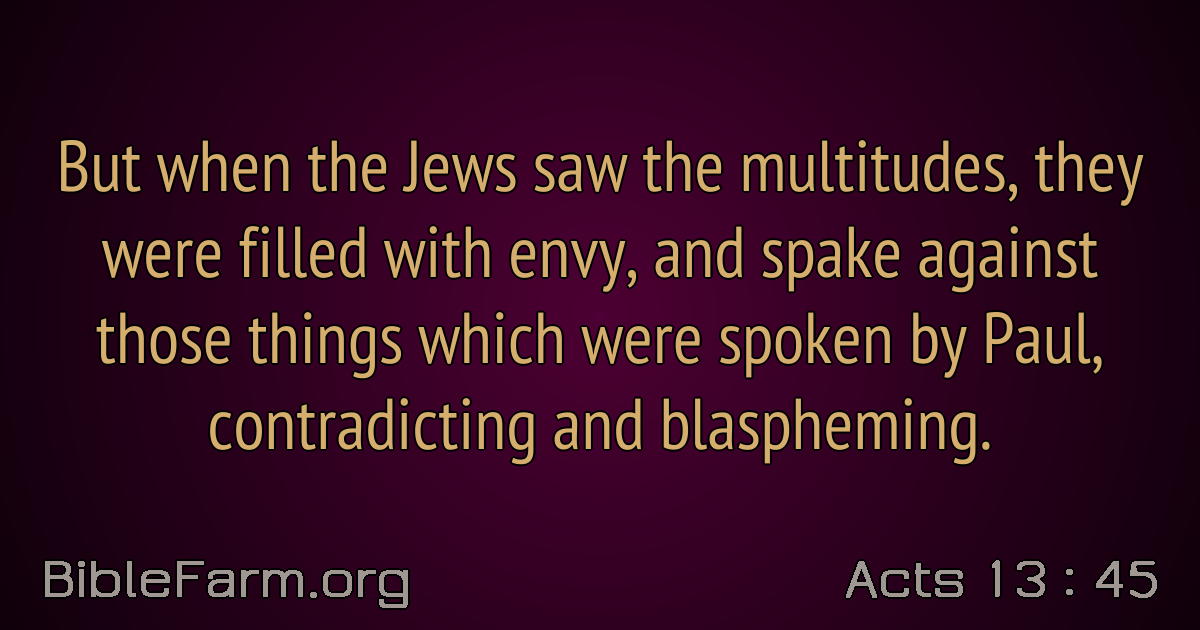 But when the Jews saw the multitudes, they
were filled with envy, and spake against
those things which were spoken by Paul,
contradicting and blaspheming.
BibleFarm.org
Acts 13 : 45